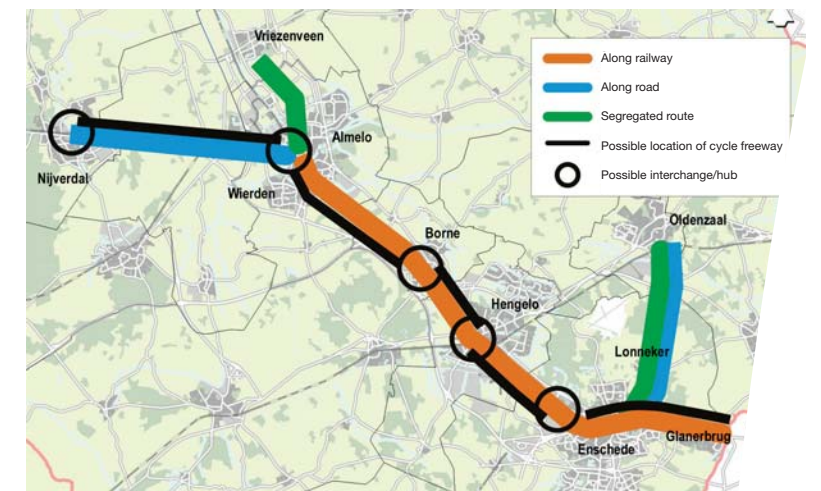 Vriezenveen
Along railway
Along road
Segregated route
Possible location of cycle freeway
Possible interchange/hub
Almelo
Nijverdal
Wierden
Oldenzaal
Borne
Hengelo
Lonneker
Glanerbrug
Enschede